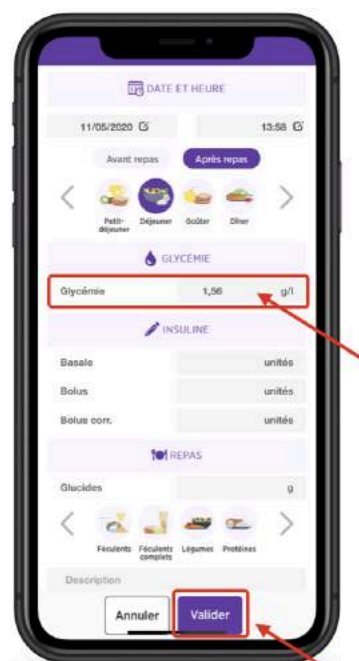 DATE ET HEURE
11/05/2020 13:58
Avant repas Après repas
Petit-déjeuner Déjeuner Goûter Dîner
GLYCÉMIE
Glycémie 1,56 g/l
INSULINE
Basale unités
Bolus unités
Bolus corr. unités
REPAS
Glucides g
Féculents Féculents complets Légumes Protéines
Description
Annuler Valider